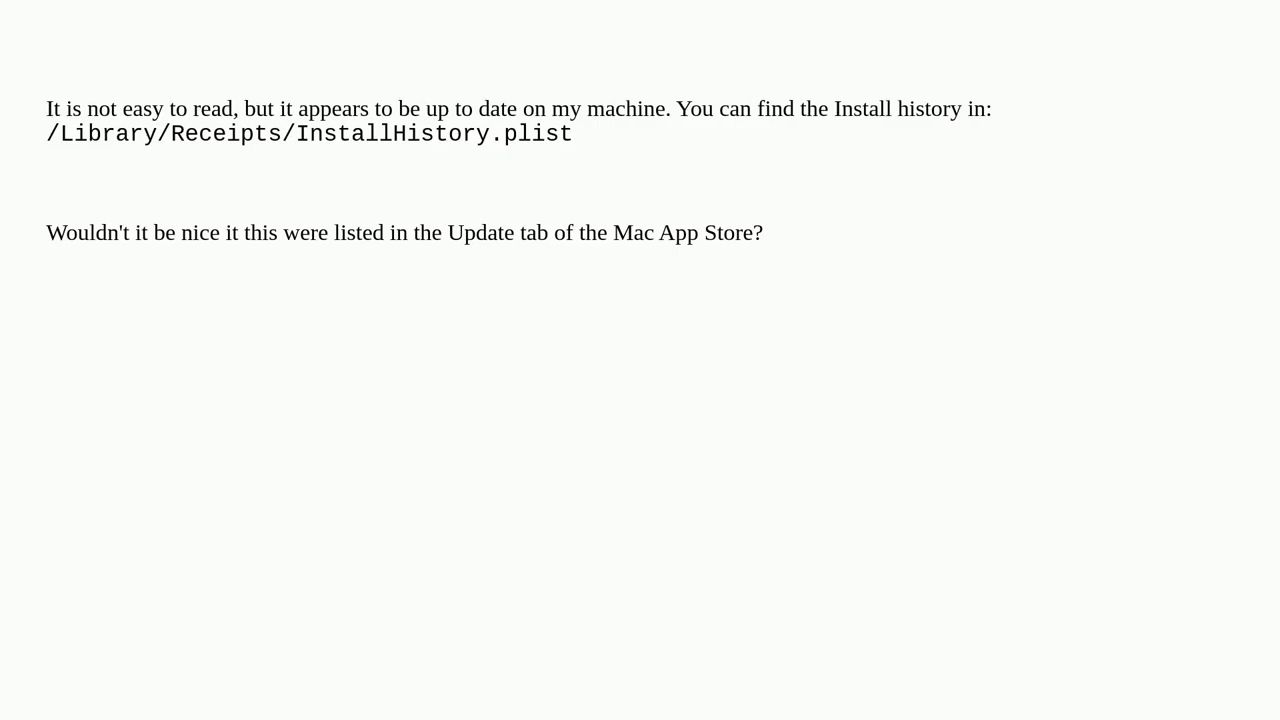 It is not easy to read, but it appears to be up to date on my machine. You can find the Install history in:
/Library/Receipts/InstallHistory.plist
Wouldn't it be nice it this were listed in the Update tab of the Mac App Store?